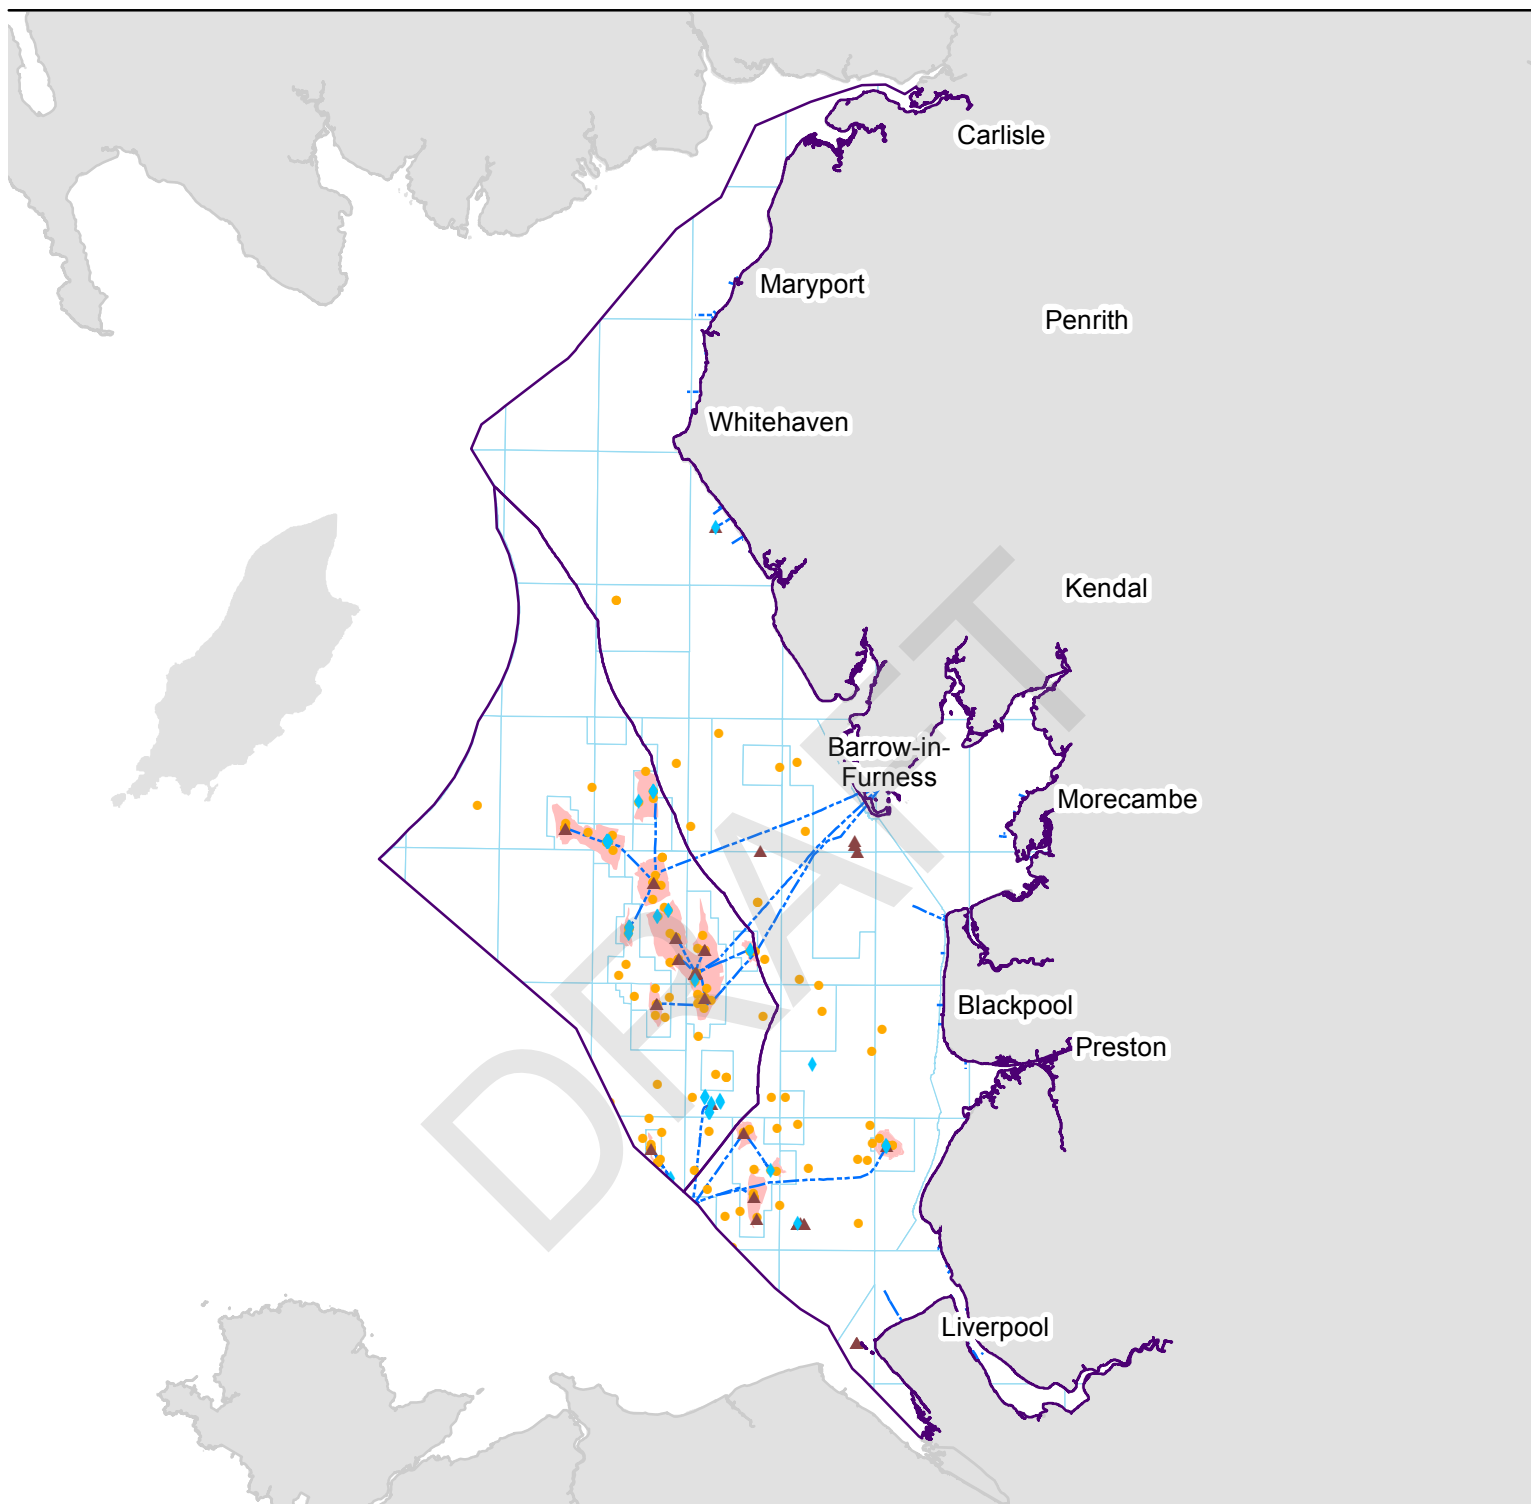 Carlisle
Maryport
Penrith
Whitehaven
Kendal
Barrow-in-
Furness
Morecambe
Blackpool
Preston
Liverpool
DRAFT